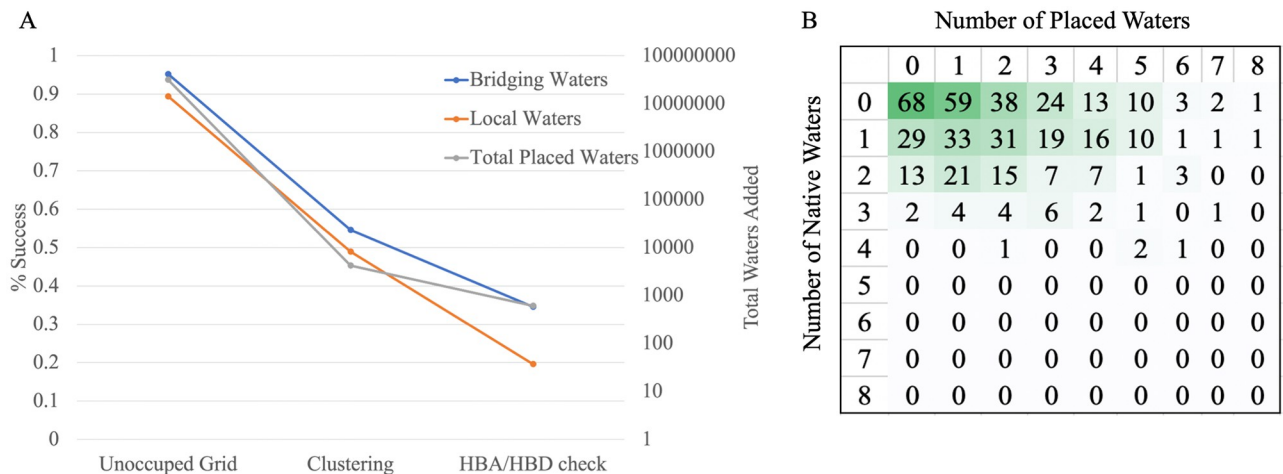 A
% Success
1
0.9
0.8
0.7
0.6
0.5
0.4
0.3
0.2
0.1
0
Unoccuped Grid
Clustering
HBA/HBD check
Bridging Waters
Local Waters
Total Placed Waters
100000000
10000000
1000000
100000
10000
1000
100
10
1
Total Waters Added
B
Number of Placed Waters
Number of Native Waters
0 1 2 3 4 5 6 7 8
0 68 59 38 24 13 10 3 2 1
1 29 33 31 19 16 10 1 1 1
2 13 21 15 7 7 1 3 0 0
3 2 4 4 6 2 1 0 1 0
4 0 0 1 0 0 2 1 0 0
5 0 0 0 0 0 0 0 0 0
6 0 0 0 0 0 0 0 0 0
7 0 0 0 0 0 0 0 0 0
8 0 0 0 0 0 0 0 0 0